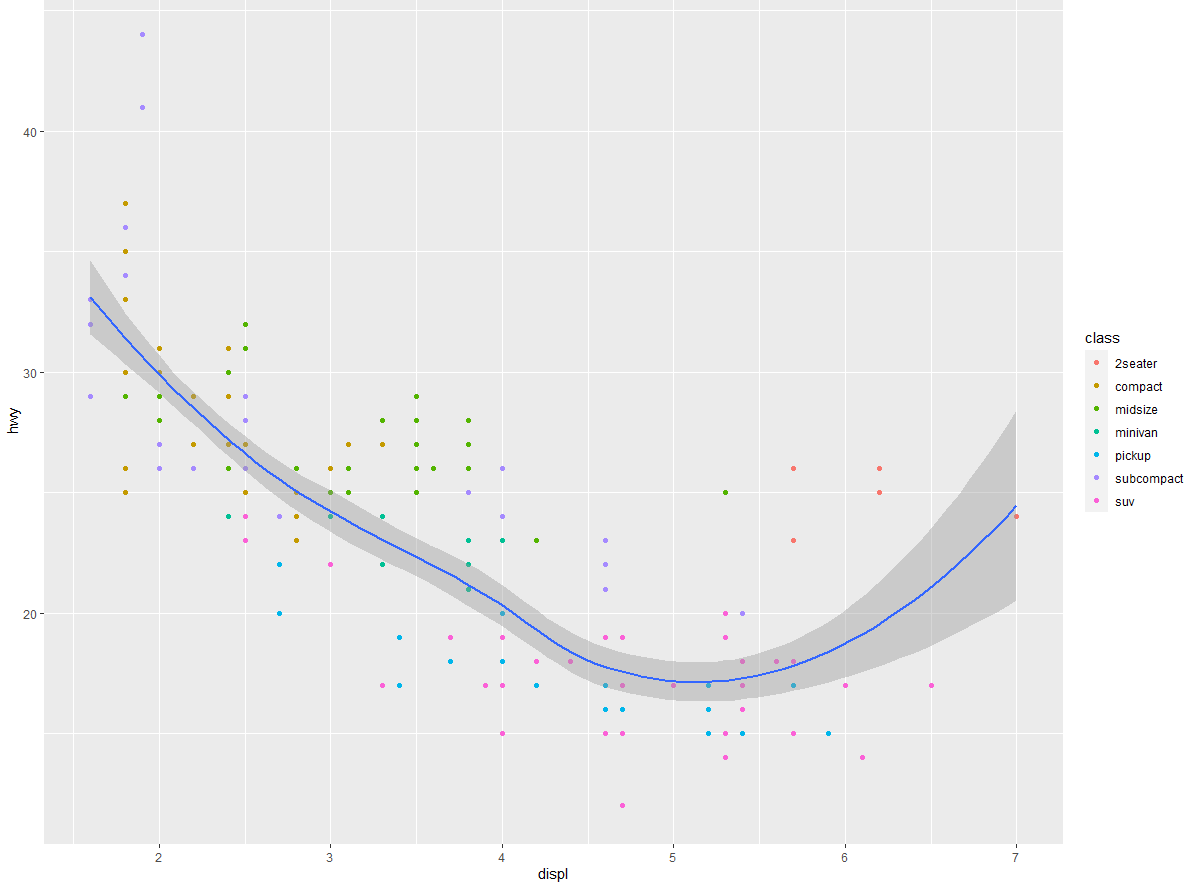 40
30
20
hwy
2
3
4
5
6
7
displ
class
2seater
compact
midsize
minivan
pickup
subcompact
suv